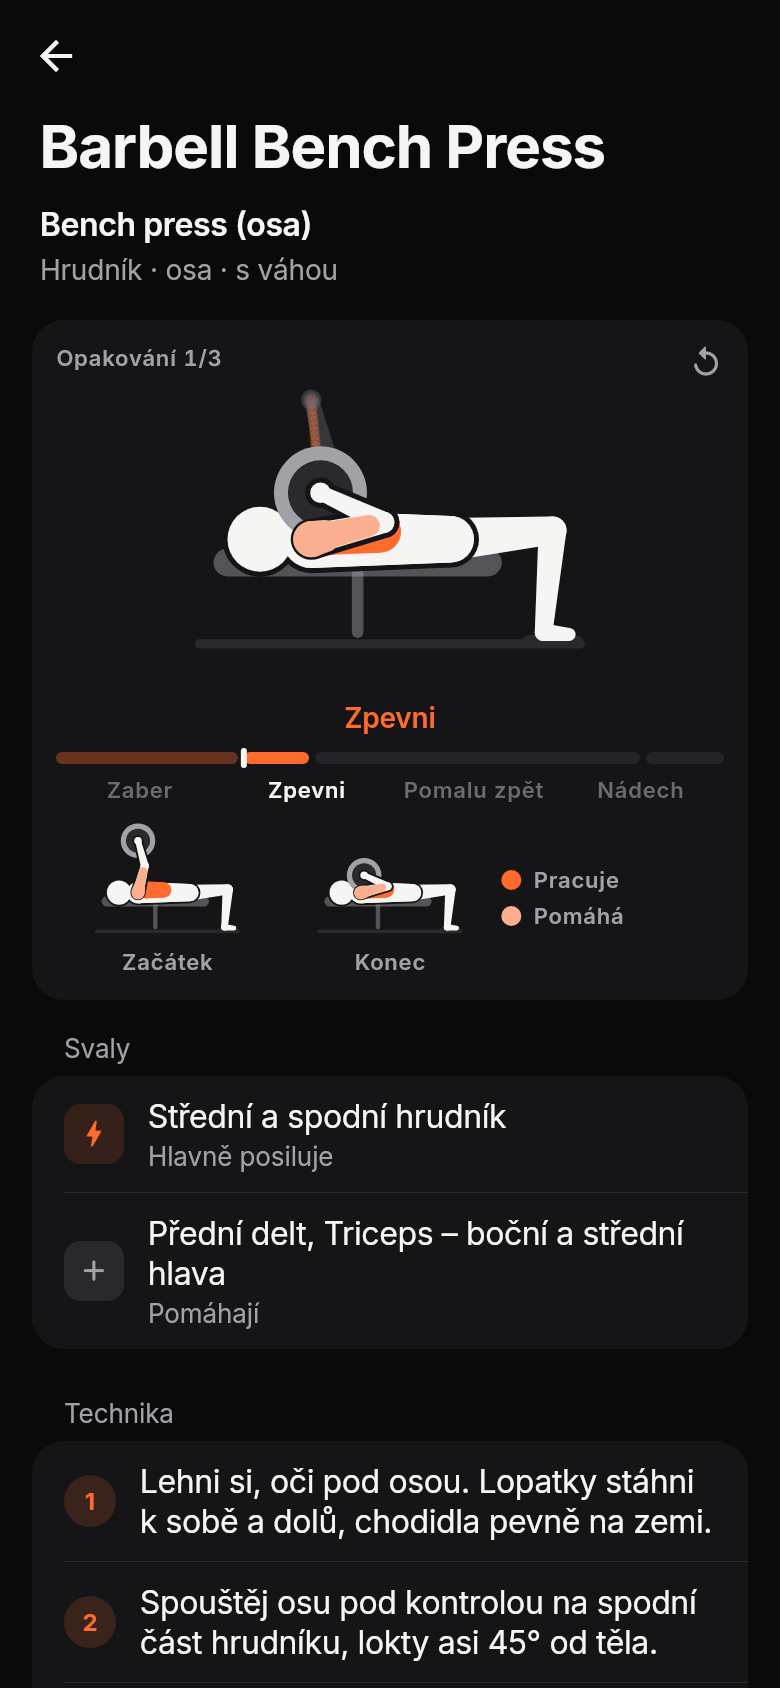 Barbell Bench Press
Bench press (osa)
Hrudník · osa · s váhou
Opakování 1/3
Zpevni
Zaber Zpevni Pomalu zpět Nádech
Pracuje
Pomáhá
Začátek Konec
Svaly
Střední a spodní hrudník
Hlavně posiluje
Přední delt, Triceps – boční a střední
hlava
Pomáhají
Technika
1 Lehni si, oči pod osou. Lopatky stáhni
k sobě a dolů, chodidla pevně na zemi.
2 Spouštěj osu pod kontrolou na spodní
část hrudníku, lokty asi 45° od těla.